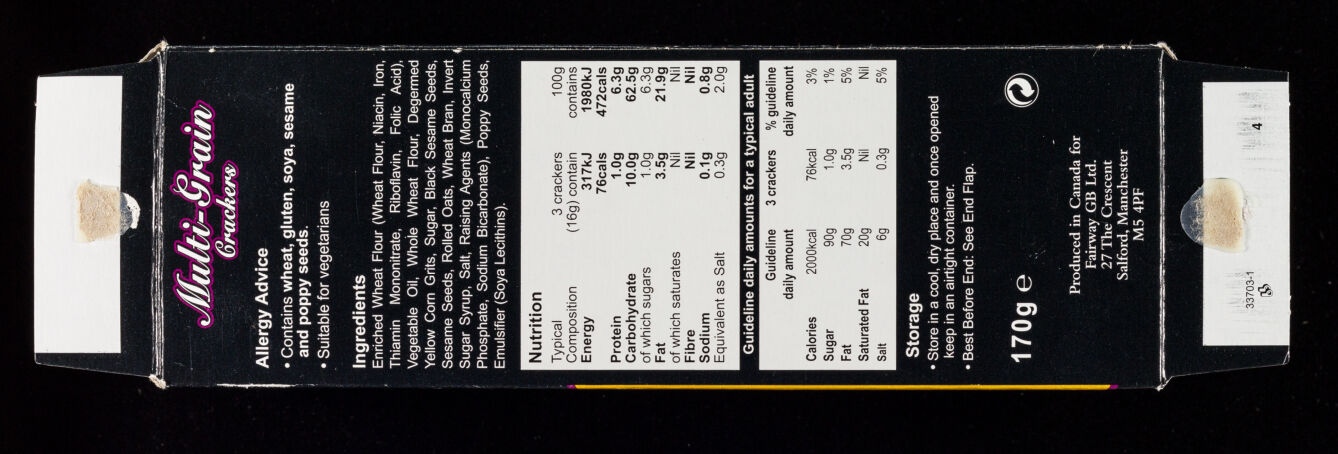 Multi-Grain
Crackers
Allergy Advice
• Contains wheat, gluten, soya, sesame
and poppy seeds.
• Suitable for vegetarians
Ingredients
Enriched Wheat Flour (Wheat Flour, Niacin, Iron,
Thiamin Mononitrate, Riboflavin, Folic Acid),
Vegetable Oil, Whole Wheat Flour, Degermed
Yellow Corn Grits, Sugar, Black Sesame Seeds,
Sesame Seeds, Rolled Oats, Wheat Bran, Invert
Sugar Syrup, Salt, Raising Agents (Monocalcium
Phosphate, Sodium Bicarbonate), Poppy Seeds,
Emulsifier (Soya Lecithins).
Nutrition
Typical 3 crackers 100g
Composition (16g) contain contains
Energy 317kJ 1980kJ
76cals 472cals
Protein 1.0g 6.3g
Carbohydrate 10.0g 62.5g
of which sugars 1.0g 6.3g
Fat 3.5g 21.9g
of which saturates Nil Nil
Fibre Nil Nil
Sodium 0.1g 0.8g
Equivalent as Salt 0.3g 2.0g
Guideline daily amounts for a typical adult
Guideline 3 crackers % guideline
daily amount daily amount
Calories 2000kcal 76kcal 3%
Sugar 90g 1.0g 1%
Fat 70g 3.5g 5%
Saturated Fat 20g Nil Nil
Salt 6g 0.3g 5%
Storage
• Store in a cool, dry place and once opened
keep in an airtight container.
• Best Before End: See End Flap.
170g e
Produced in Canada for
Fairway GB Ltd.
27 The Crescent
Salford, Manchester
M5 4PF
33703-1
4